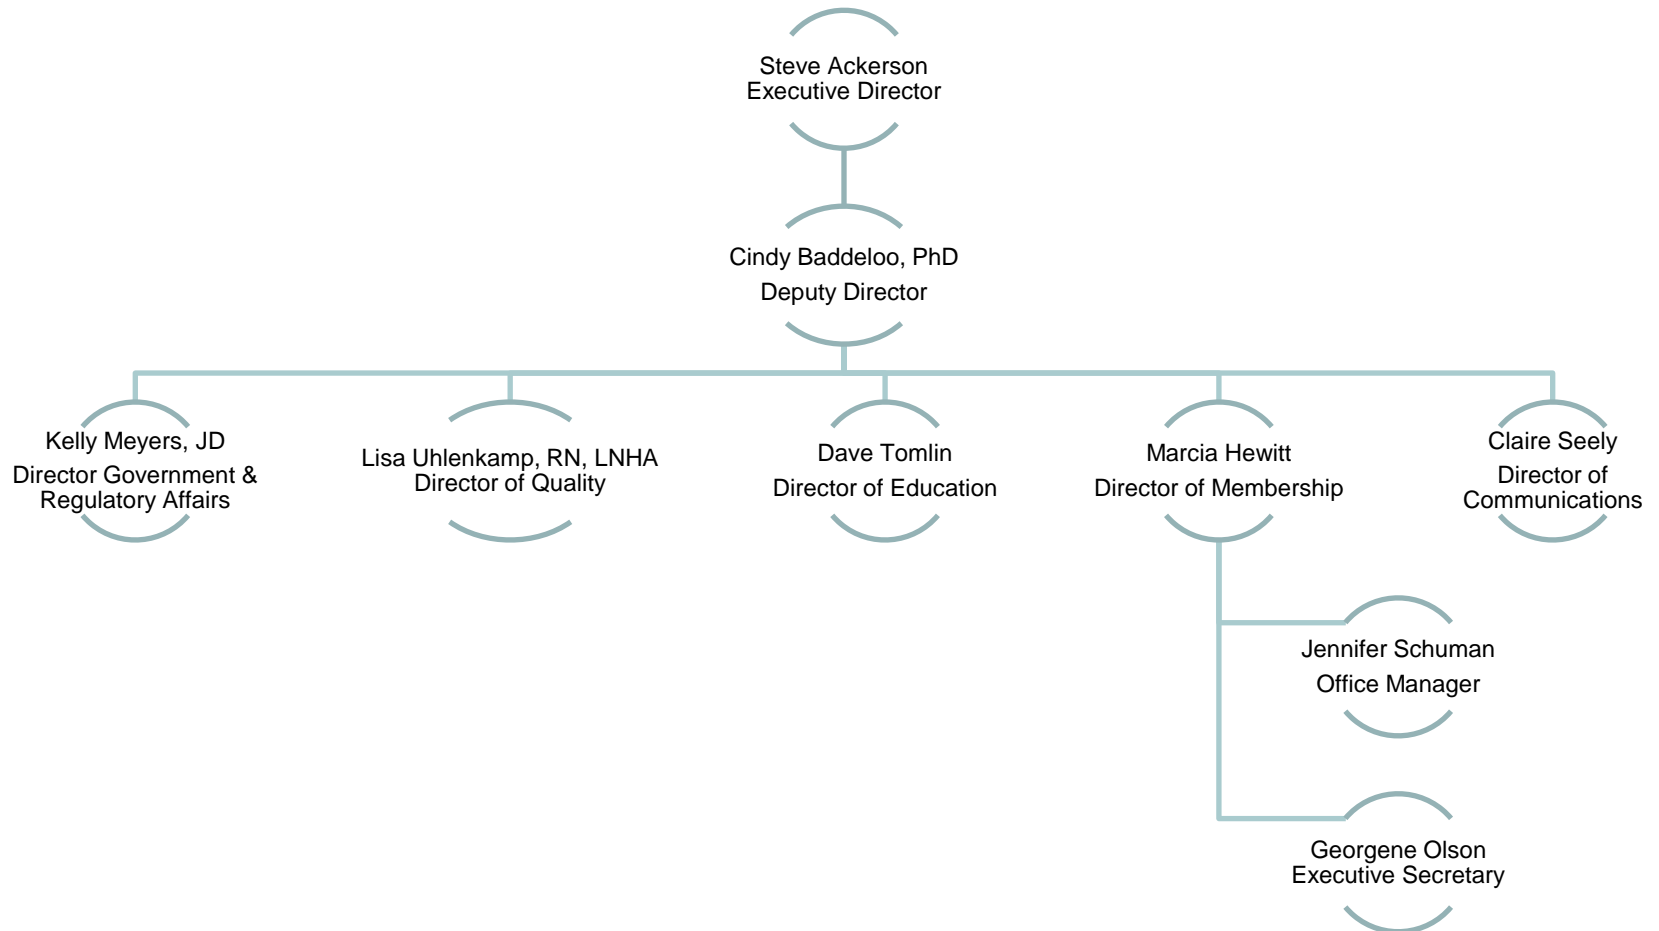 Steve Ackerson
Executive Director
Cindy Baddeloo, PhD
Deputy Director
Kelly Meyers, JD
Director Government &
Regulatory Affairs
Lisa Uhlenkamp, RN, LNHA
Director of Quality
Dave Tomlin
Director of Education
Marcia Hewitt
Director of Membership
Claire Seely
Director of
Communications
Jennifer Schuman
Office Manager
Georgene Olson
Executive Secretary